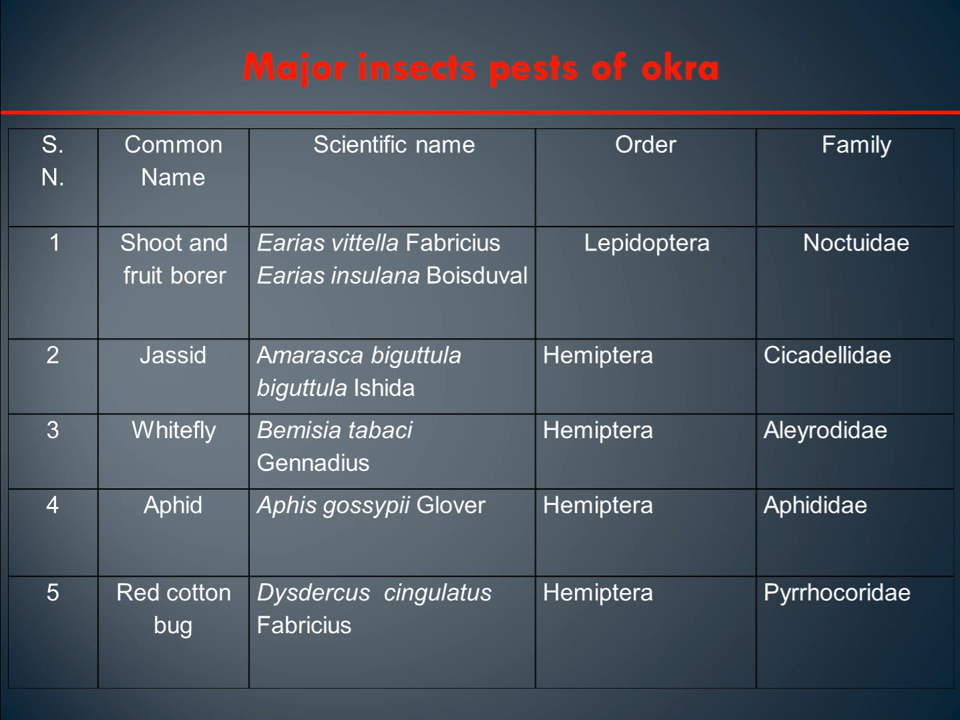 Major insects pests of okra
S. N. Common Name Scientific name Order Family
1 Shoot and fruit borer Earias vittella Fabricius Earias insulana Boisduval Lepidoptera Noctuidae
2 Jassid Amarasca biguttula biguttula Ishida Hemiptera Cicadellidae
3 Whitefly Bemisia tabaci Gennadius Hemiptera Aleyrodidae
4 Aphid Aphis gossypii Glover Hemiptera Aphididae
5 Red cotton bug Dysdercus cingulatus Fabricius Hemiptera Pyrrhocoridae